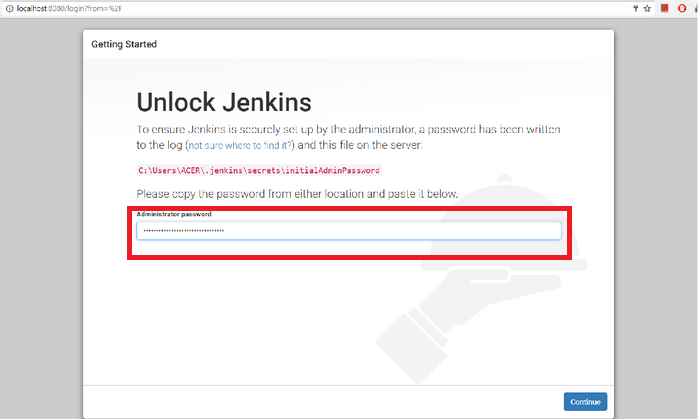 localhost:8080/login?from=%2F
Getting Started
Unlock Jenkins
To ensure Jenkins is securely set up by the administrator, a password has been written
to the log (not sure where to find it?) and this file on the server:
C:\Users\ACER\.jenkins\secrets\initialAdminPassword
Please copy the password from either location and paste it below.
Administrator password
Continue